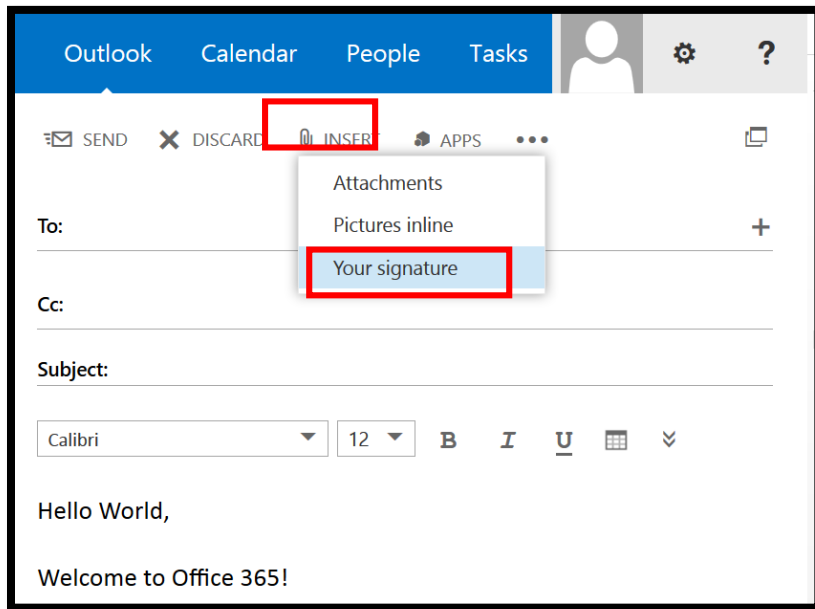 Outlook Calendar People Tasks ?
SEND DISCARD INSERT APPS •••
Attachments
To:
Pictures inline
+
Your signature
Cc:
Subject:
Calibri 12 B I U
Hello World,
Welcome to Office 365!